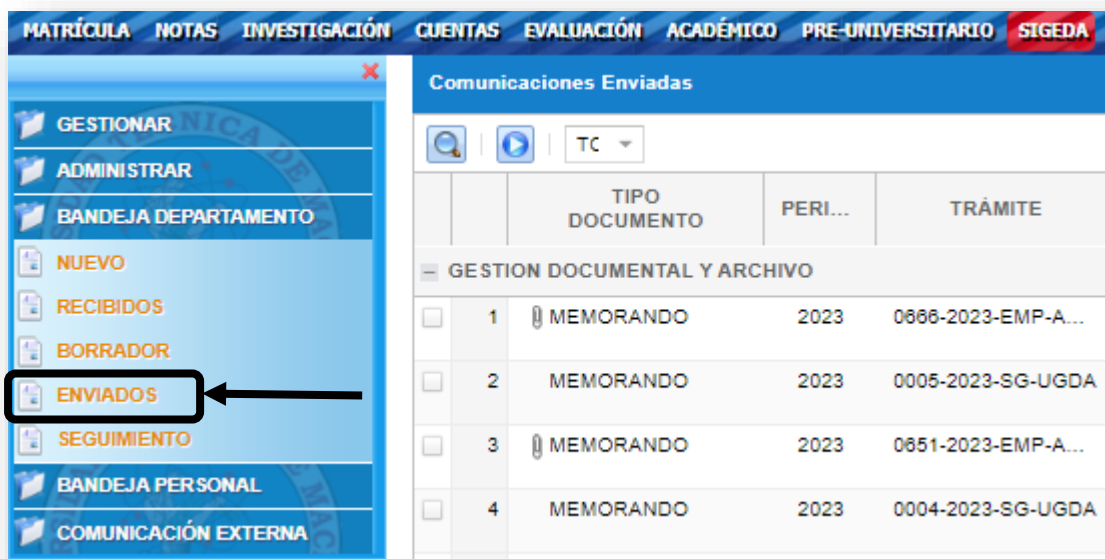 MATRÍCULA NOTAS INVESTIGACIÓN CUENTAS EVALUACIÓN ACADÉMICO PRE-UNIVERSITARIO SIGEDA
GESTIONAR
ADMINISTRAR
BANDEJA DEPARTAMENTO
NUEVO
RECIBIDOS
BORRADOR
ENVIADOS
SEGUIMIENTO
BANDEJA PERSONAL
COMUNICACIÓN EXTERNA
Comunicaciones Enviadas
TO
TIPO
DOCUMENTO
PERI...
TRÁMITE
GESTION DOCUMENTAL Y ARCHIVO
1 MEMORANDO 2023 0666-2023-EMP-A...
2 MEMORANDO 2023 0005-2023-SG-UGDA
3 MEMORANDO 2023 0651-2023-EMP-A...
4 MEMORANDO 2023 0004-2023-SG-UGDA